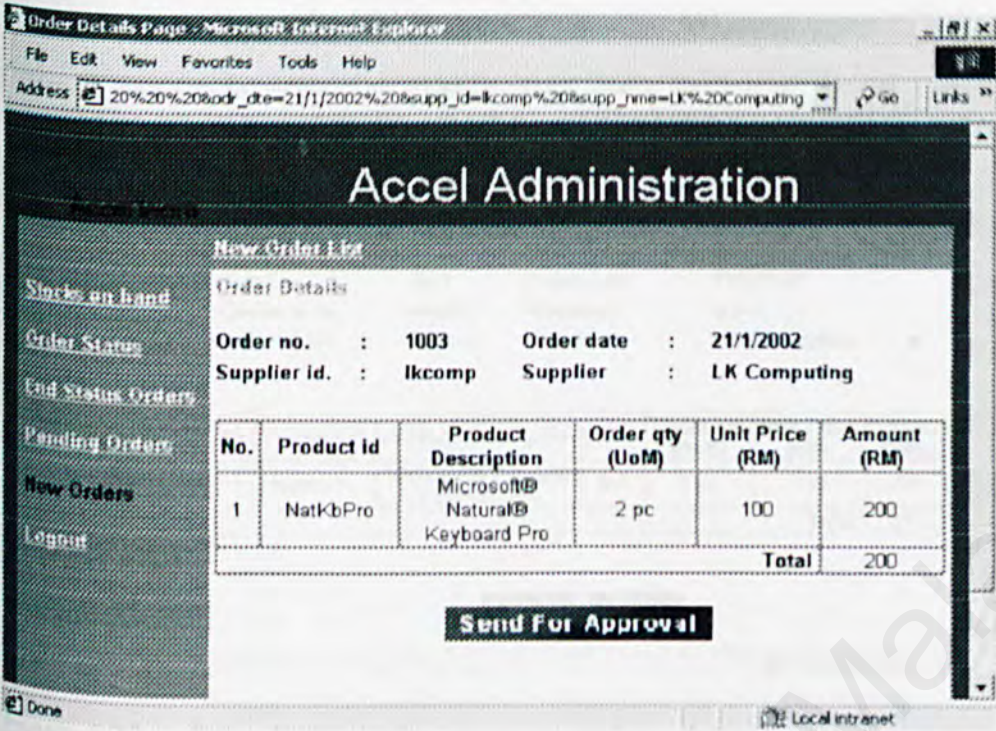 Order Details Page - Microsoft Internet Explorer
File Edit View Favorites Tools Help
Address 20%20%20&odr_dte=21/1/2002%20&supp_id=lkcomp%20&supp_nme=LK%20Computing Go Links »
Accel Administration
New Order List
Stocks on hand
Order Status
End Status Orders
Pending Orders
New Orders
Logout
Order Details
Order no. : 1003 Order date : 21/1/2002
Supplier id. : lkcomp Supplier : LK Computing
No. Product id Product Description Order qty (UoM) Unit Price (RM) Amount (RM)
1 NatKbPro Microsoft® Natural® Keyboard Pro 2 pc 100 200
Total 200
Send For Approval
Done Local intranet